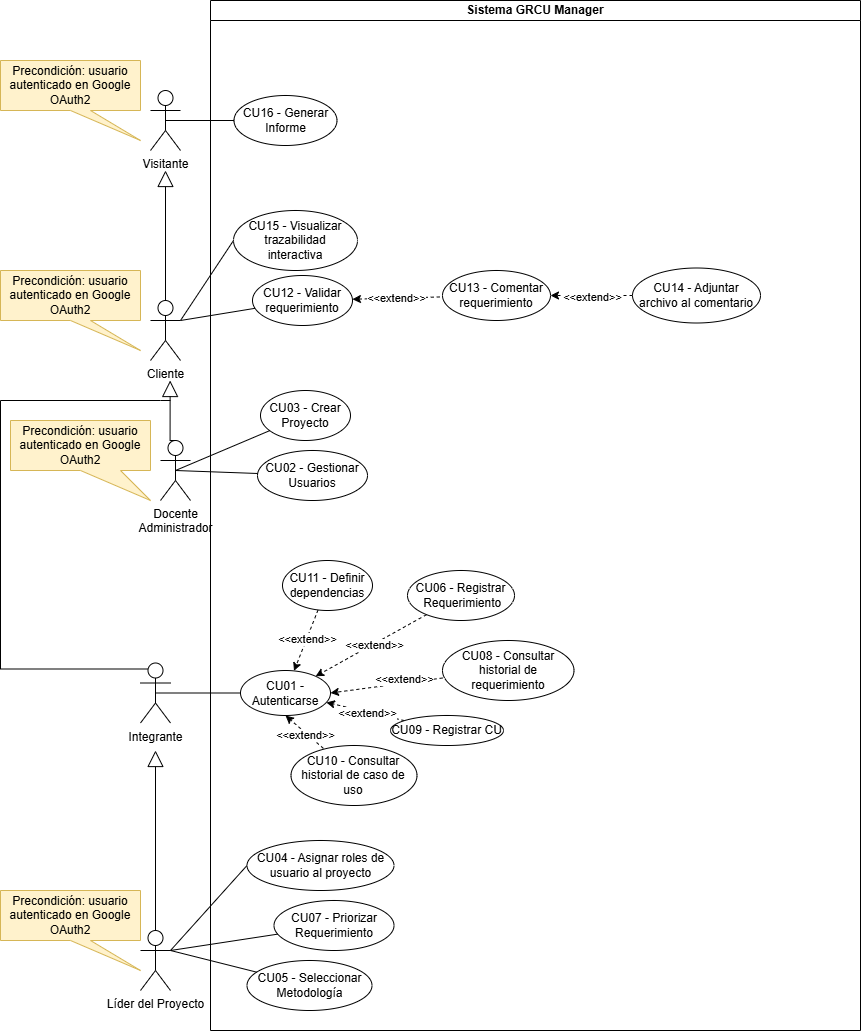 Sistema GRCU Manager
Precondición: usuario
autenticado en Google
OAuth2
Visitante
CU16 - Generar
Informe
CU15 - Visualizar
trazabilidad
interactiva
Precondición: usuario
autenticado en Google
OAuth2
Cliente
CU12 - Validar
requerimiento
<<extend>>
CU13 - Comentar
requerimiento
<<extend>>
CU14 - Adjuntar
archivo al comentario
CU03 - Crear
Proyecto
Precondición: usuario
autenticado en Google
OAuth2
Docente
Administrador
CU02 - Gestionar
Usuarios
CU11 - Definir
dependencias
CU06 - Registrar
Requerimiento
<<extend>>
<<extend>>
CU08 - Consultar
historial de
requerimiento
<<extend>>
CU01 -
Autenticarse
Integrante
<<extend>>
CU09 - Registrar CU
<<extend>>
CU10 - Consultar
historial de caso de
uso
CU04 - Asignar roles de
usuario al proyecto
Precondición: usuario
autenticado en Google
OAuth2
CU07 - Priorizar
Requerimiento
CU05 - Seleccionar
Metodología
Líder del Proyecto